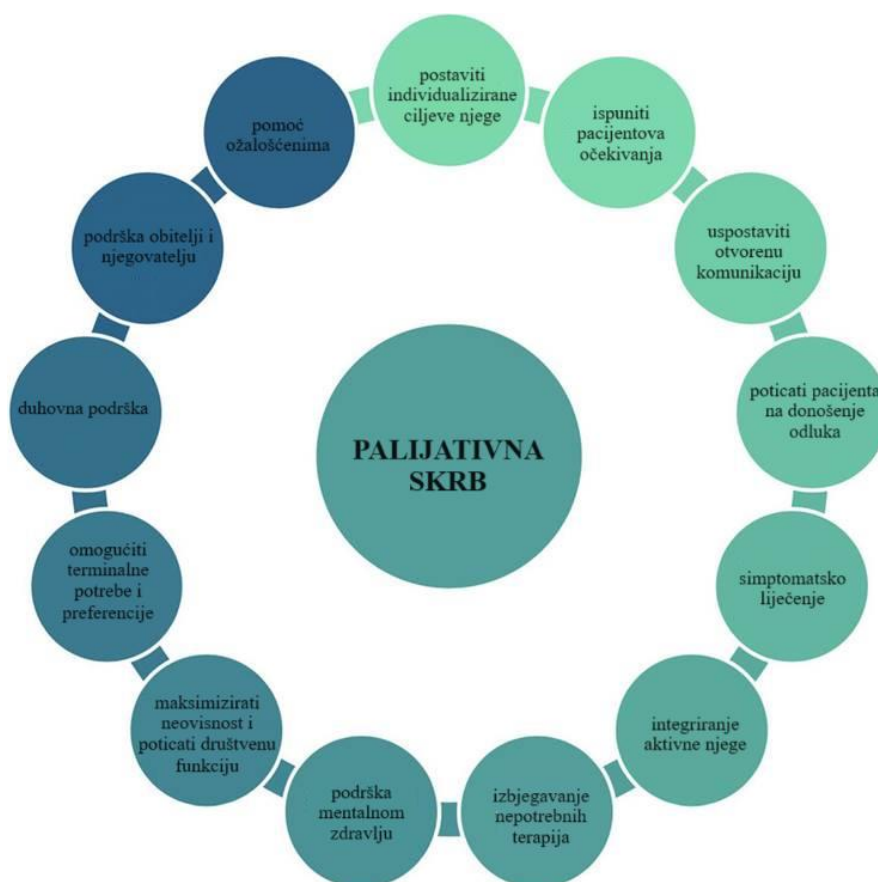 postaviti
individualizirane
ciljeve njege
ispuniti
pacijentova
očekivanja
uspostaviti
otvorenu
komunikaciju
poticati pacijenta
na donošenje
odluka
simptomatsko
liječenje
integriranje
aktivne njege
izbjegavanje
nepotrebnih
terapija
podrška
mentalnom
zdravlju
maksimizirati
neovisnost i
poticati društvenu
funkciju
omogućiti
terminalne
potrebe i
preferencije
duhovna podrška
podrška obitelji i
njegovatelju
pomoć
ožalošćenima
PALIJATIVNA
SKRB